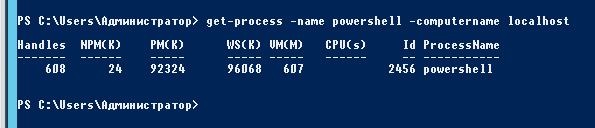 PS C:\Users\Администратор> get-process -name powershell -computername localhost
Handles NPM(K) PM(K) WS(K) VM(M) CPU(s) Id ProcessName
------- ------ ----- ----- ----- ------ -- -----------
608 24 92324 96068 607 2456 powershell
PS C:\Users\Администратор>